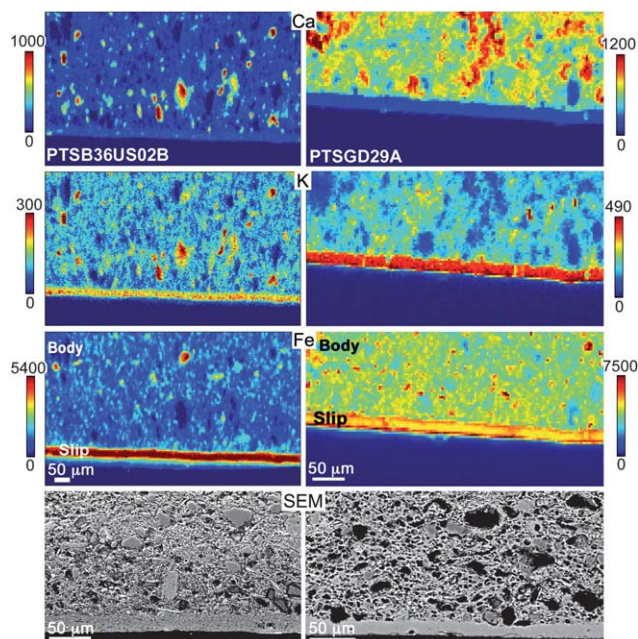 Ca
1000
0
PTSB36US02B
PTSGD29A
1200
0
K
300
0
490
0
Fe
5400
0
Body
Slip
50 µm
Body
Slip
50 µm
7500
0
SEM
50 µm
50 µm